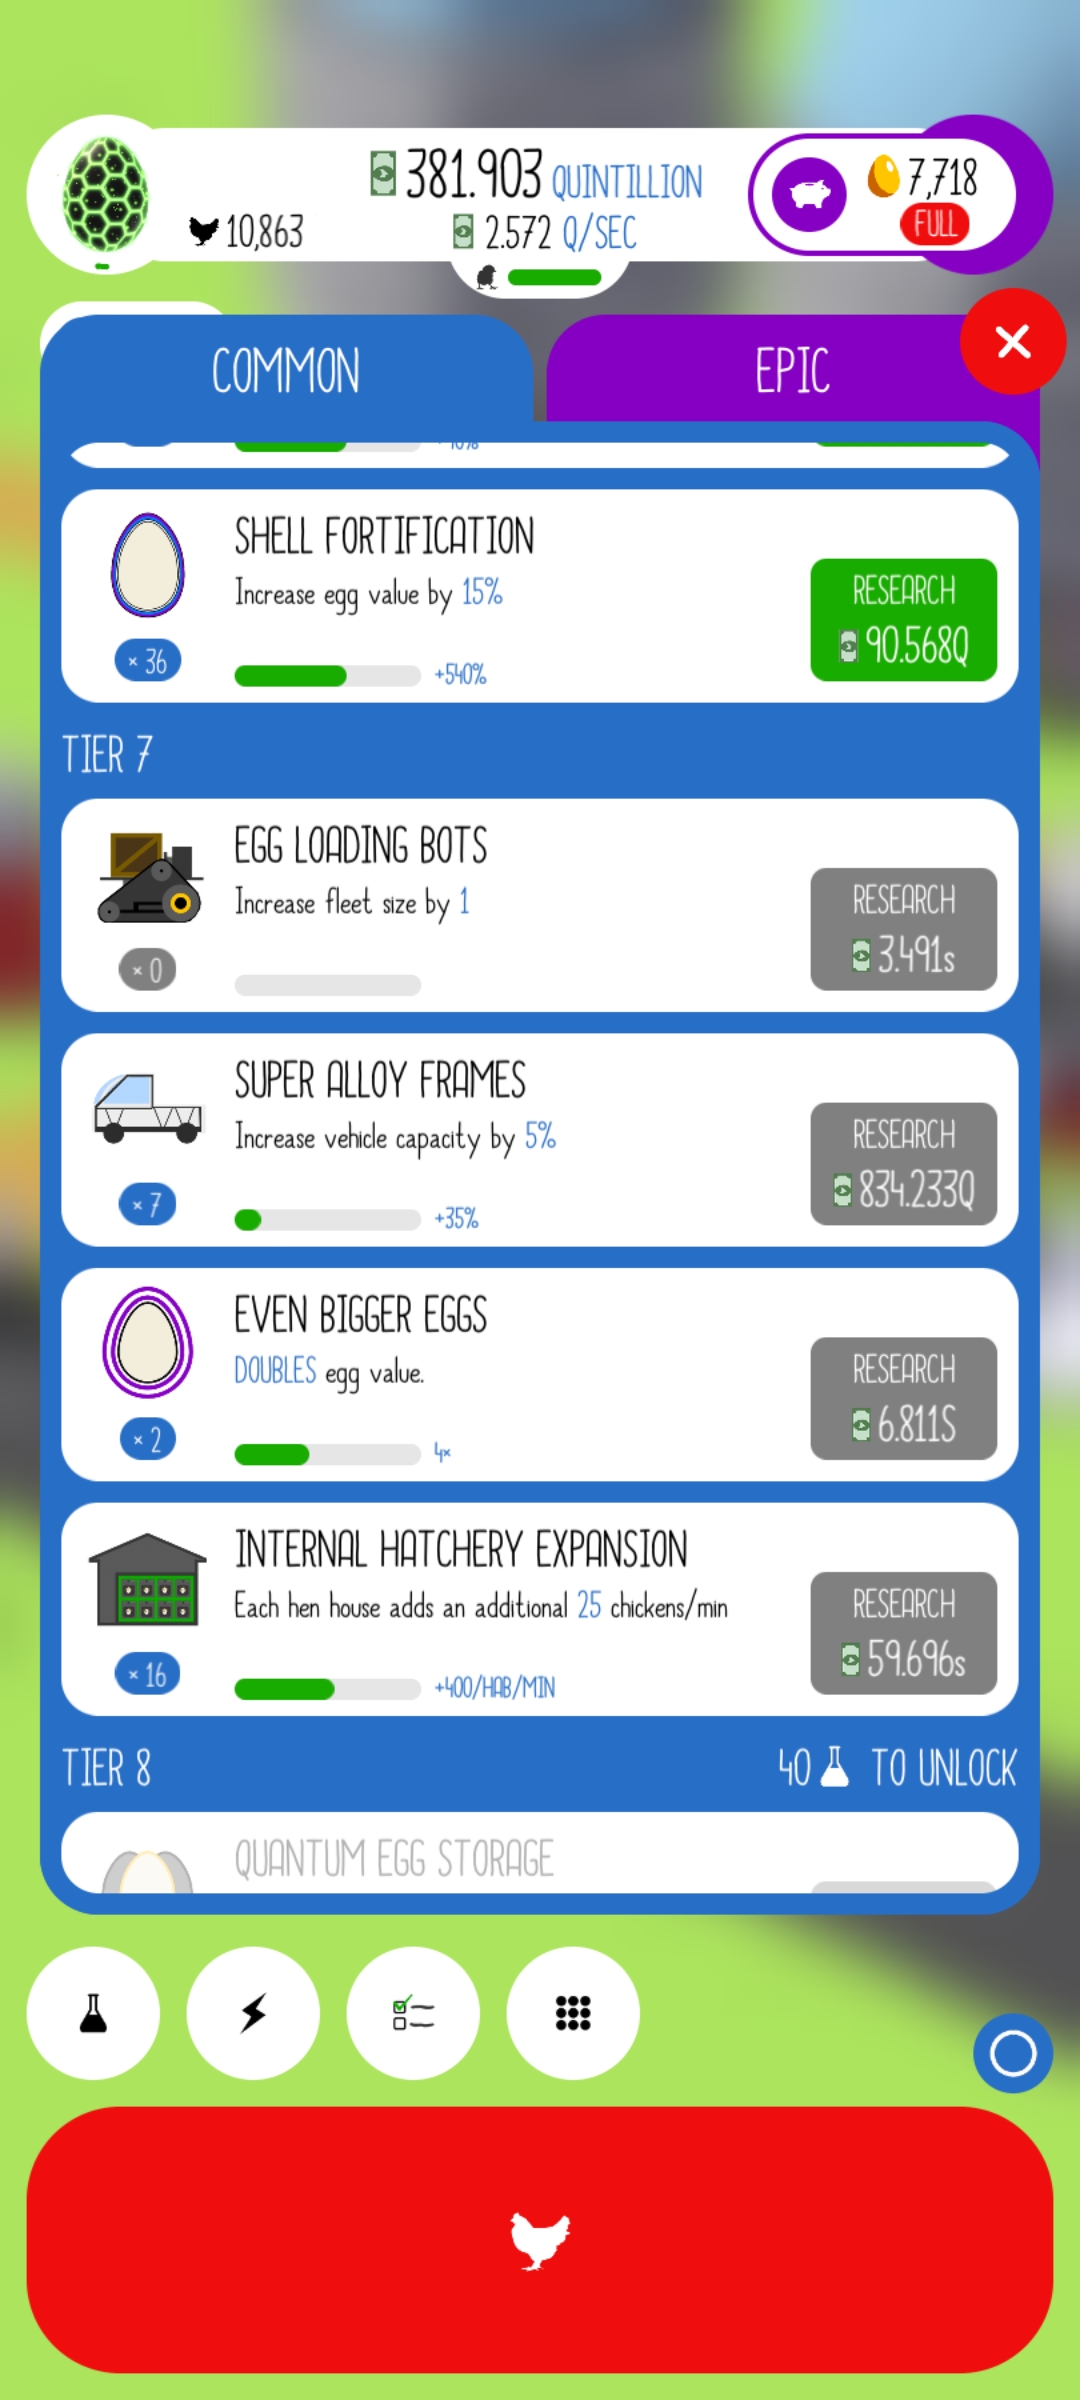 381.903 QUINTILLION
7,718
10,863
2.572 Q/SEC
FULL
COMMON
EPIC
SHELL FORTIFICATION
Increase egg value by 15%
RESEARCH
90.568Q
× 36
+540%
TIER 7
EGG LOADING BOTS
Increase fleet size by 1
RESEARCH
3.491s
× 0
SUPER ALLOY FRAMES
Increase vehicle capacity by 5%
RESEARCH
834.233Q
× 7
+35%
EVEN BIGGER EGGS
DOUBLES egg value.
RESEARCH
6.811S
× 2
4×
INTERNAL HATCHERY EXPANSION
Each hen house adds an additional 25 chickens/min
RESEARCH
59.696s
× 16
+400/HAB/MIN
TIER 8
40 TO UNLOCK
QUANTUM EGG STORAGE